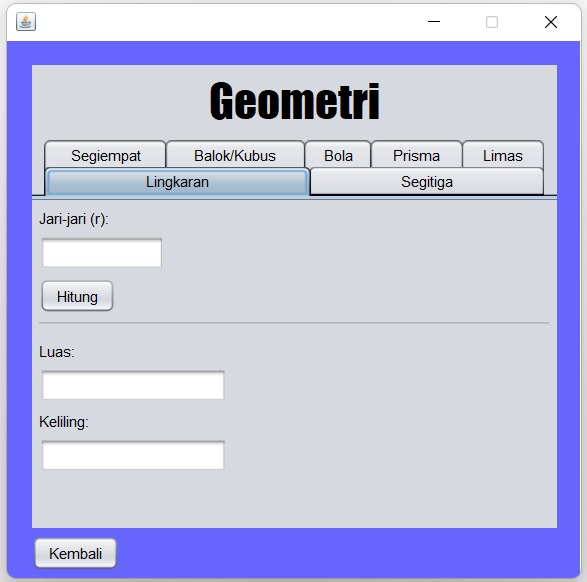 Geometri
Segiempat Balok/Kubus Bola Prisma Limas
Lingkaran Segitiga
Jari-jari (r):
Hitung
Luas:
Keliling:
Kembali